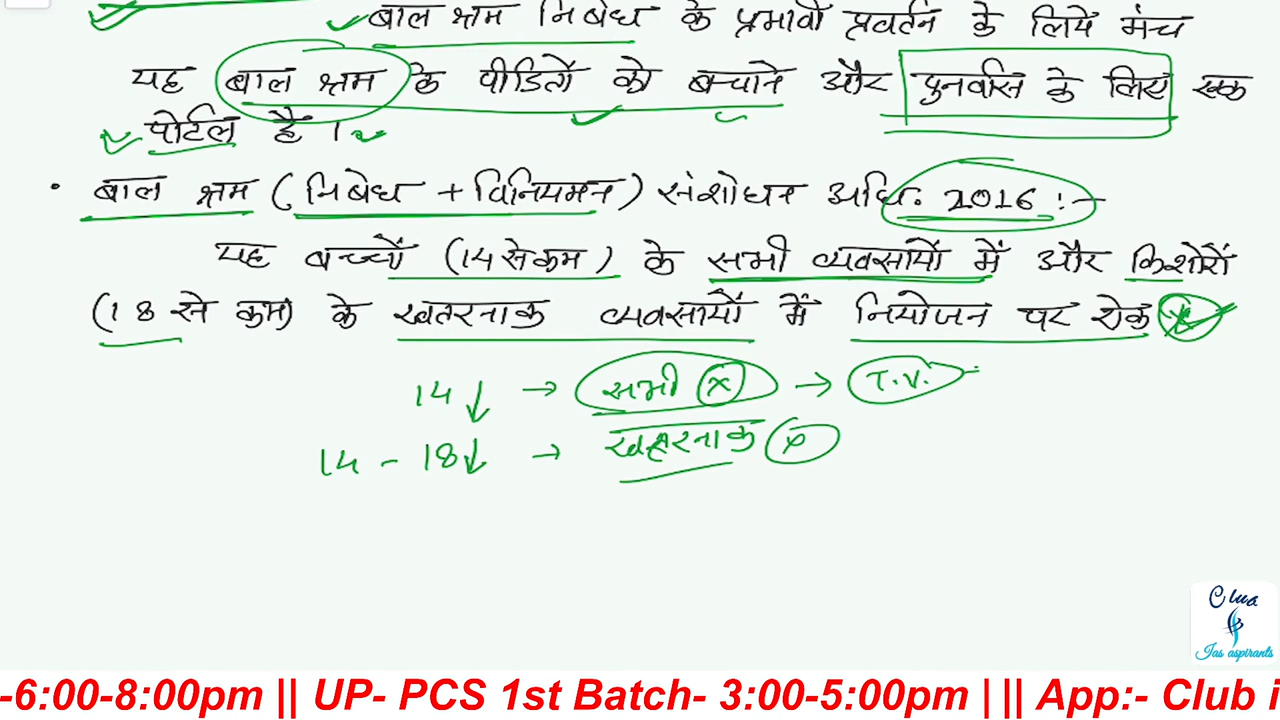 बाल श्रम निबेध के प्रभावी प्रवर्तन के लिये मंच
यह बाल श्रम के पीडितों को बचाने और पुनर्वास के लिए एक
पोर्टल है ।
• बाल श्रम (निबेध + विनियमन) संशोधन अधि. 2016 :-
यह बच्चों (14 से कम) के सभी व्यवसायों में और किशोरों
(18 से कम) के खतरनाक व्यवसायों में नियोजन पर रोक
14 ↓ → सभी (x) → T.V.
14 - 18 ↓ → खतरनाक (x)
Club
Ias aspirants
-6:00-8:00pm || UP- PCS 1st Batch- 3:00-5:00pm | || App:- Club i